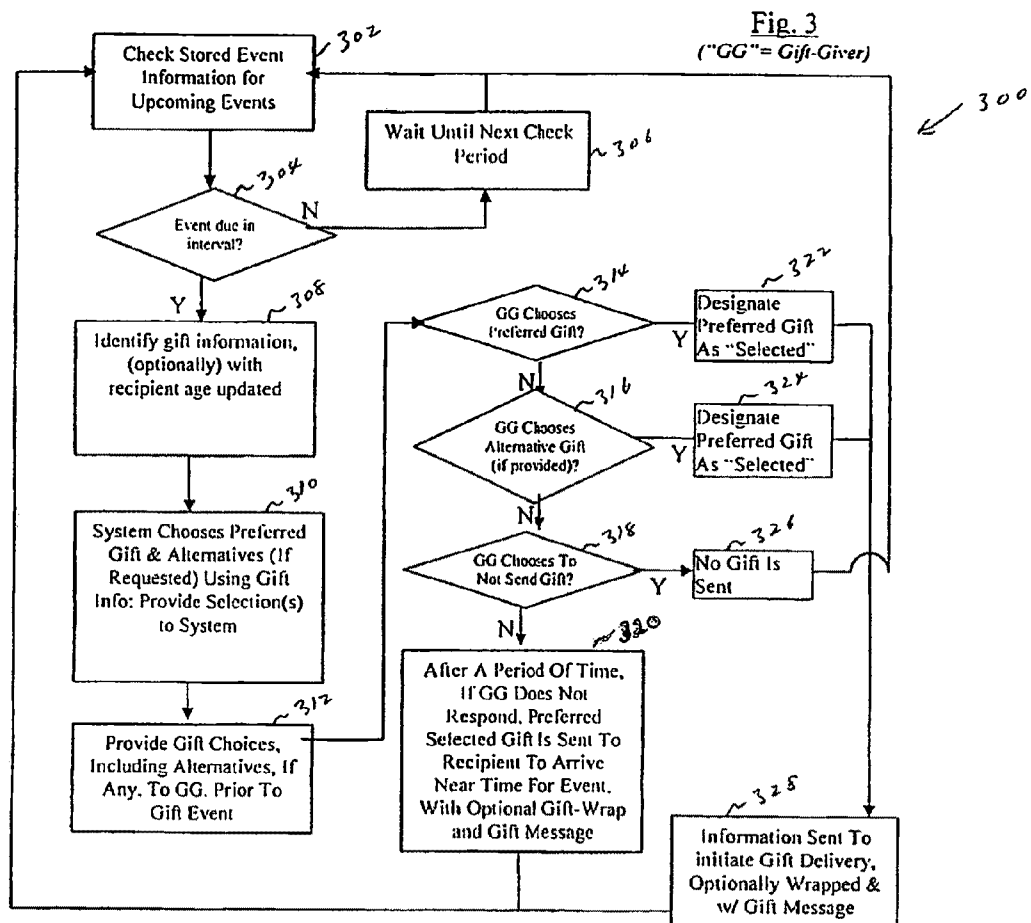 Fig. 3
("GG"= Gift-Giver)
300
302
Check Stored Event
Information for
Upcoming Events
Wait Until Next Check
Period
306
304
Event due in
interval?
N
Y
308
Identify gift information,
(optionally) with
recipient age updated
310
System Chooses Preferred
Gift & Alternatives (If
Requested) Using Gift
Info: Provide Selection(s)
to System
312
Provide Gift Choices,
Including Alternatives, If
Any, To GG, Prior To
Gift Event
314
GG Chooses
Preferred Gift?
Y
N
322
Designate
Preferred Gift
As "Selected"
316
GG Chooses
Alternative Gift
(if provided)?
Y
N
324
Designate
Preferred Gift
As "Selected"
318
GG Chooses To
Not Send Gift?
Y
N
326
No Gift Is
Sent
320
After A Period Of Time,
If GG Does Not
Respond, Preferred
Selected Gift Is Sent To
Recipient To Arrive
Near Time For Event,
With Optional Gift-Wrap
and Gift Message
328
Information Sent To
initiate Gift Delivery,
Optionally Wrapped &
w/ Gift Message